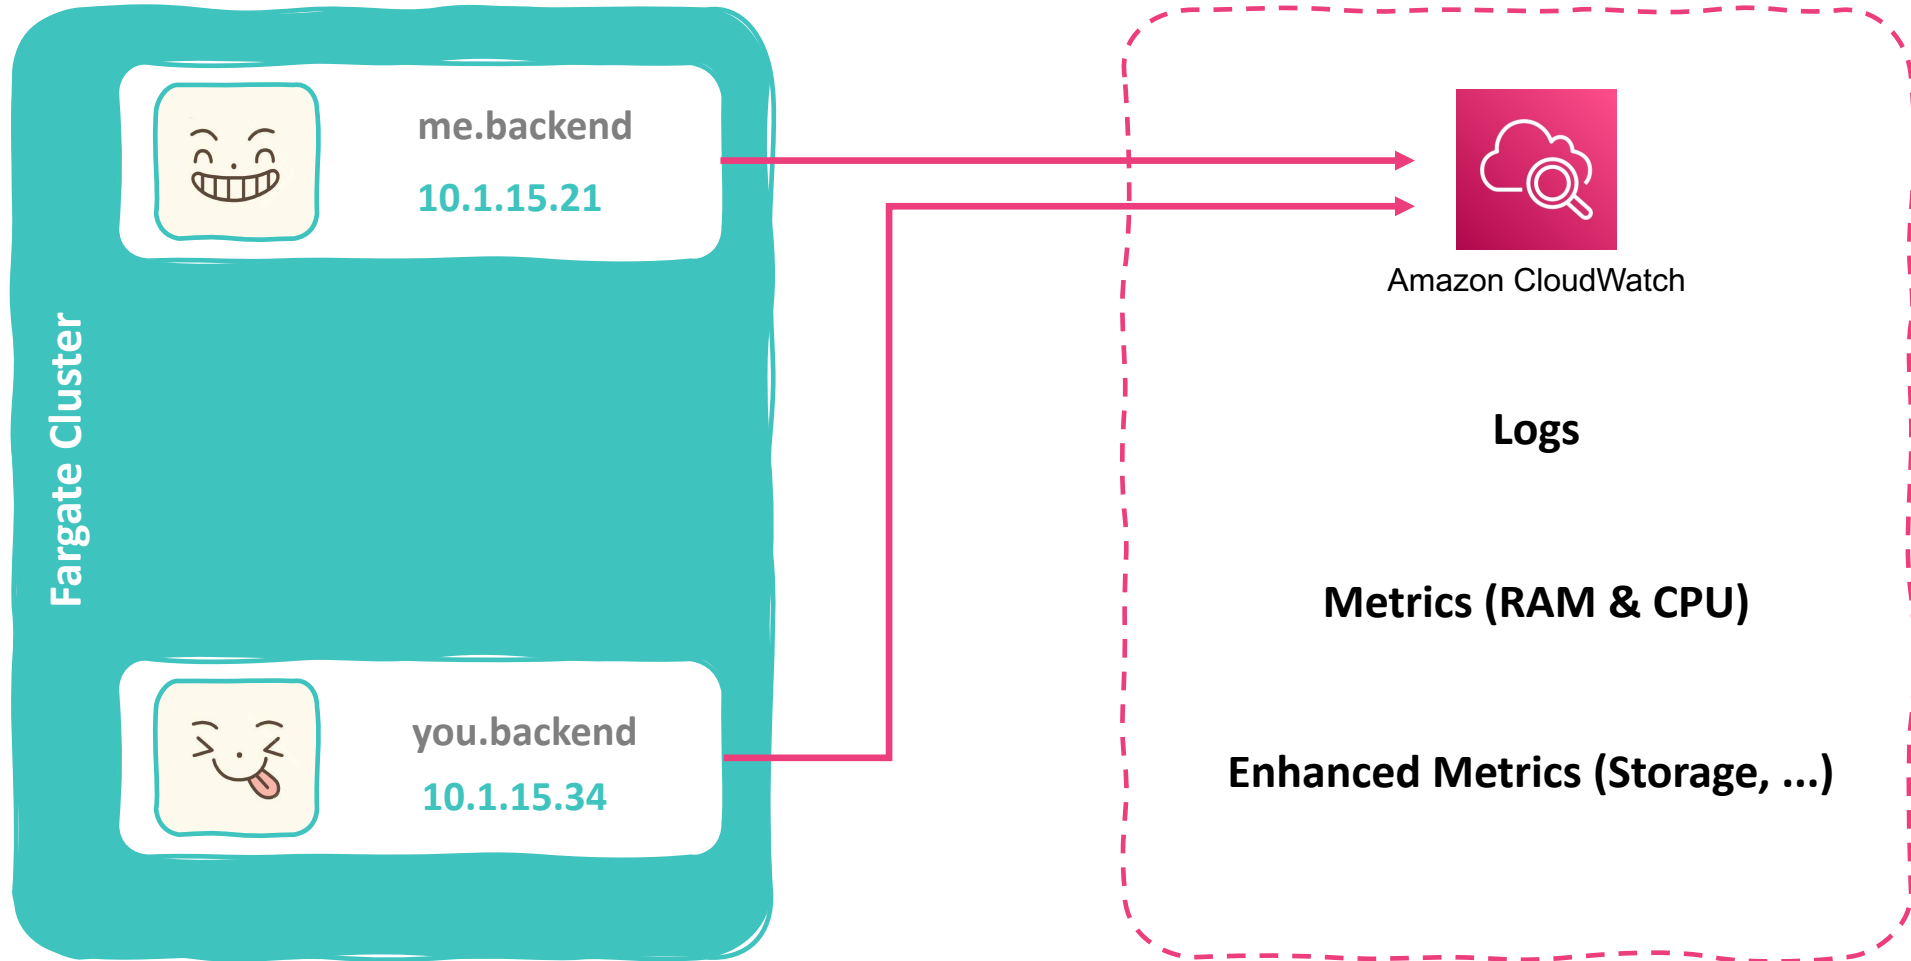 Fargate Cluster
me.backend
10.1.15.21
you.backend
10.1.15.34
Amazon CloudWatch
Logs
Metrics (RAM & CPU)
Enhanced Metrics (Storage, ...)